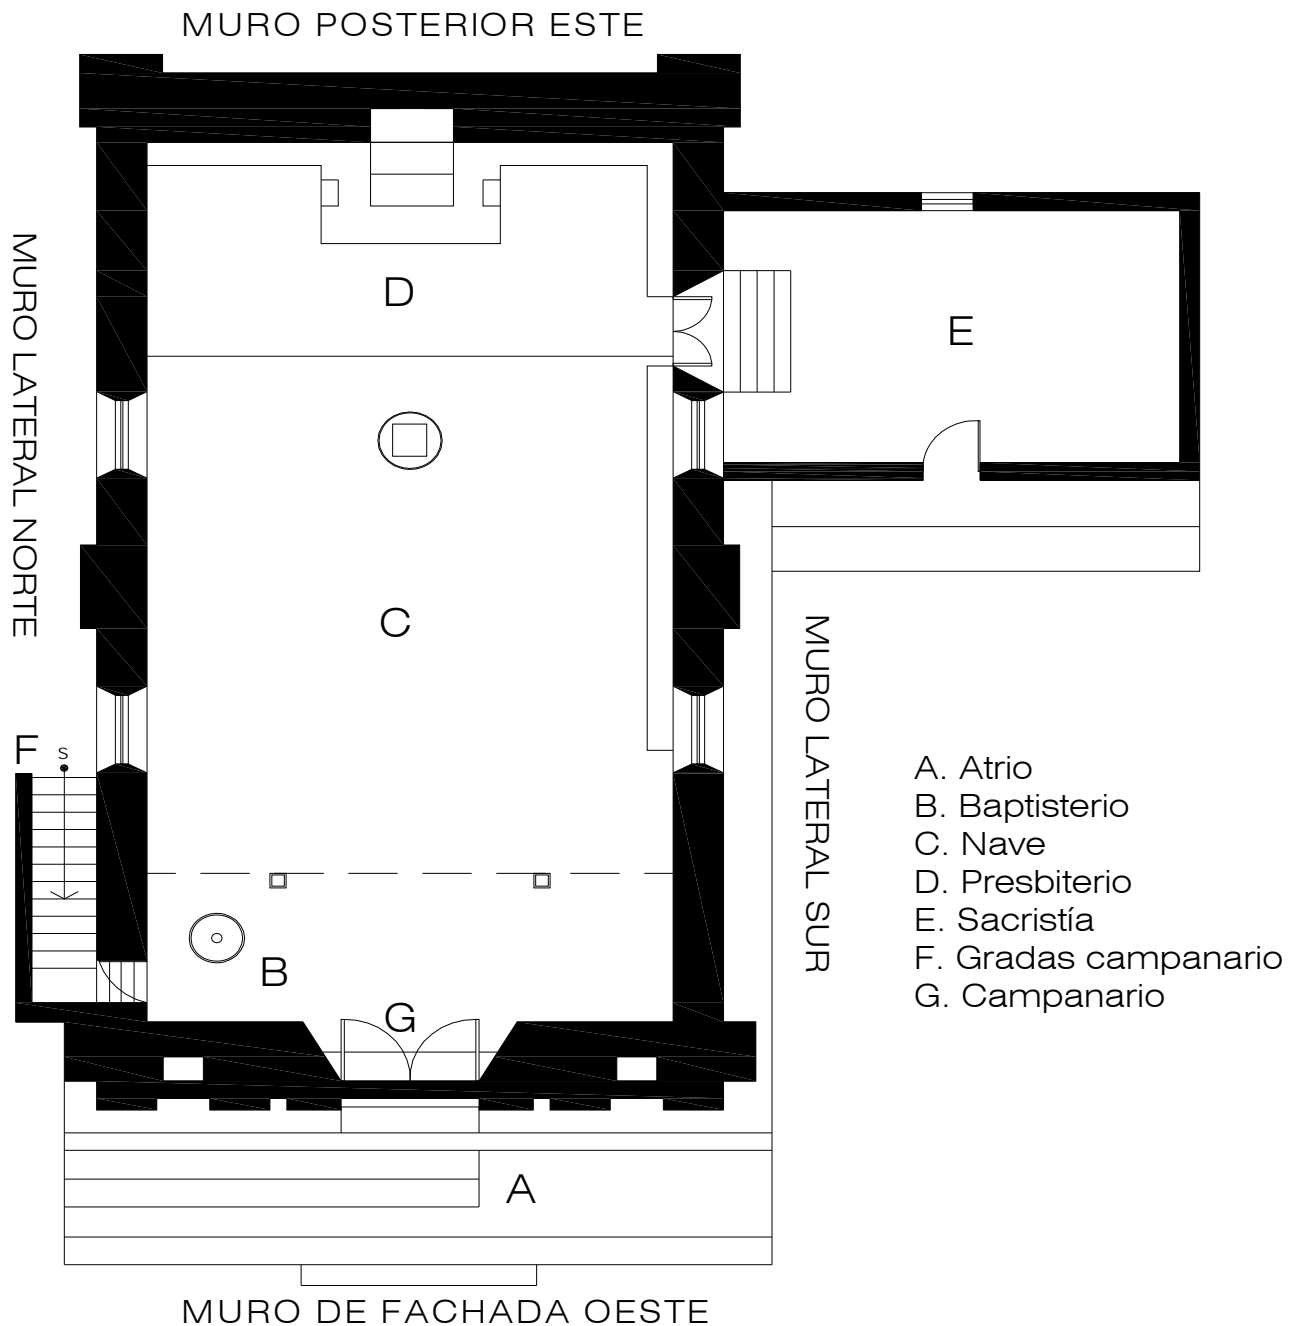 MURO POSTERIOR ESTE
MURO LATERAL NORTE
D
E
C
MURO LATERAL SUR
F
S
A. Atrio
B. Baptisterio
C. Nave
D. Presbiterio
E. Sacristía
F. Gradas campanario
G. Campanario
B
G
A
MURO DE FACHADA OESTE